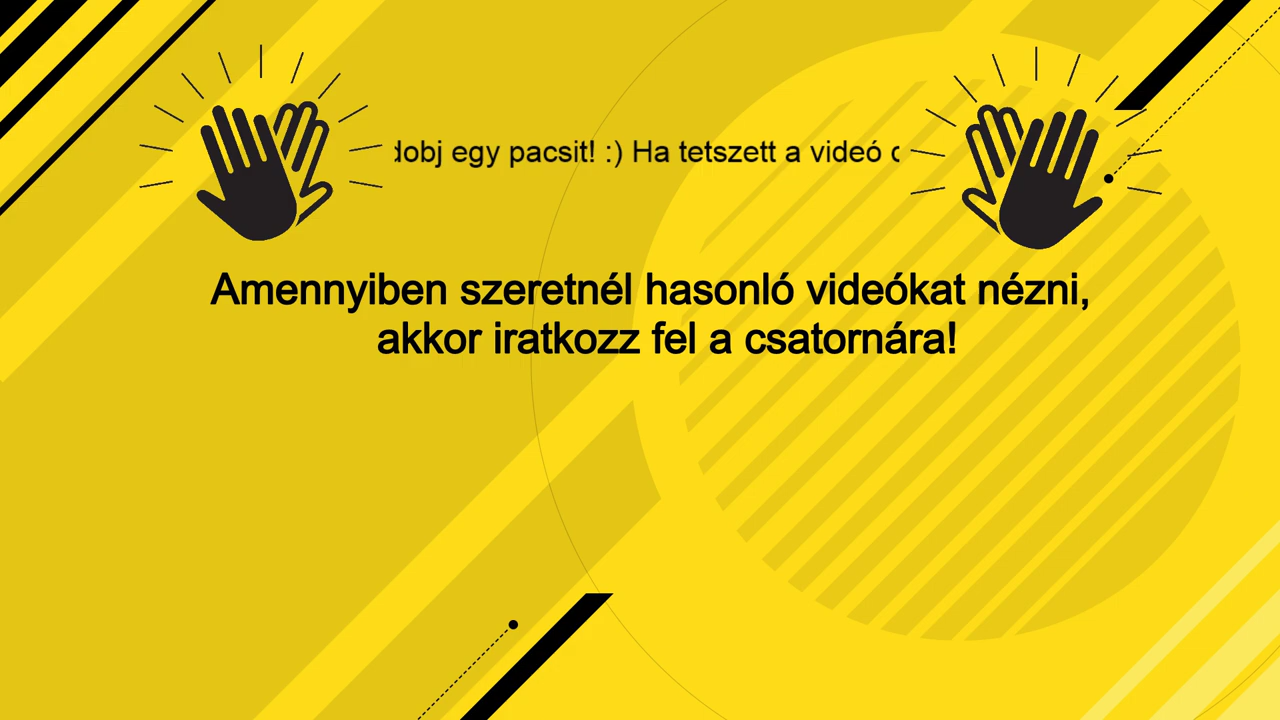 dobj egy pacsit! :) Ha tetszett a videó
Amennyiben szeretnél hasonló videókat nézni,
akkor iratkozz fel a csatornára!